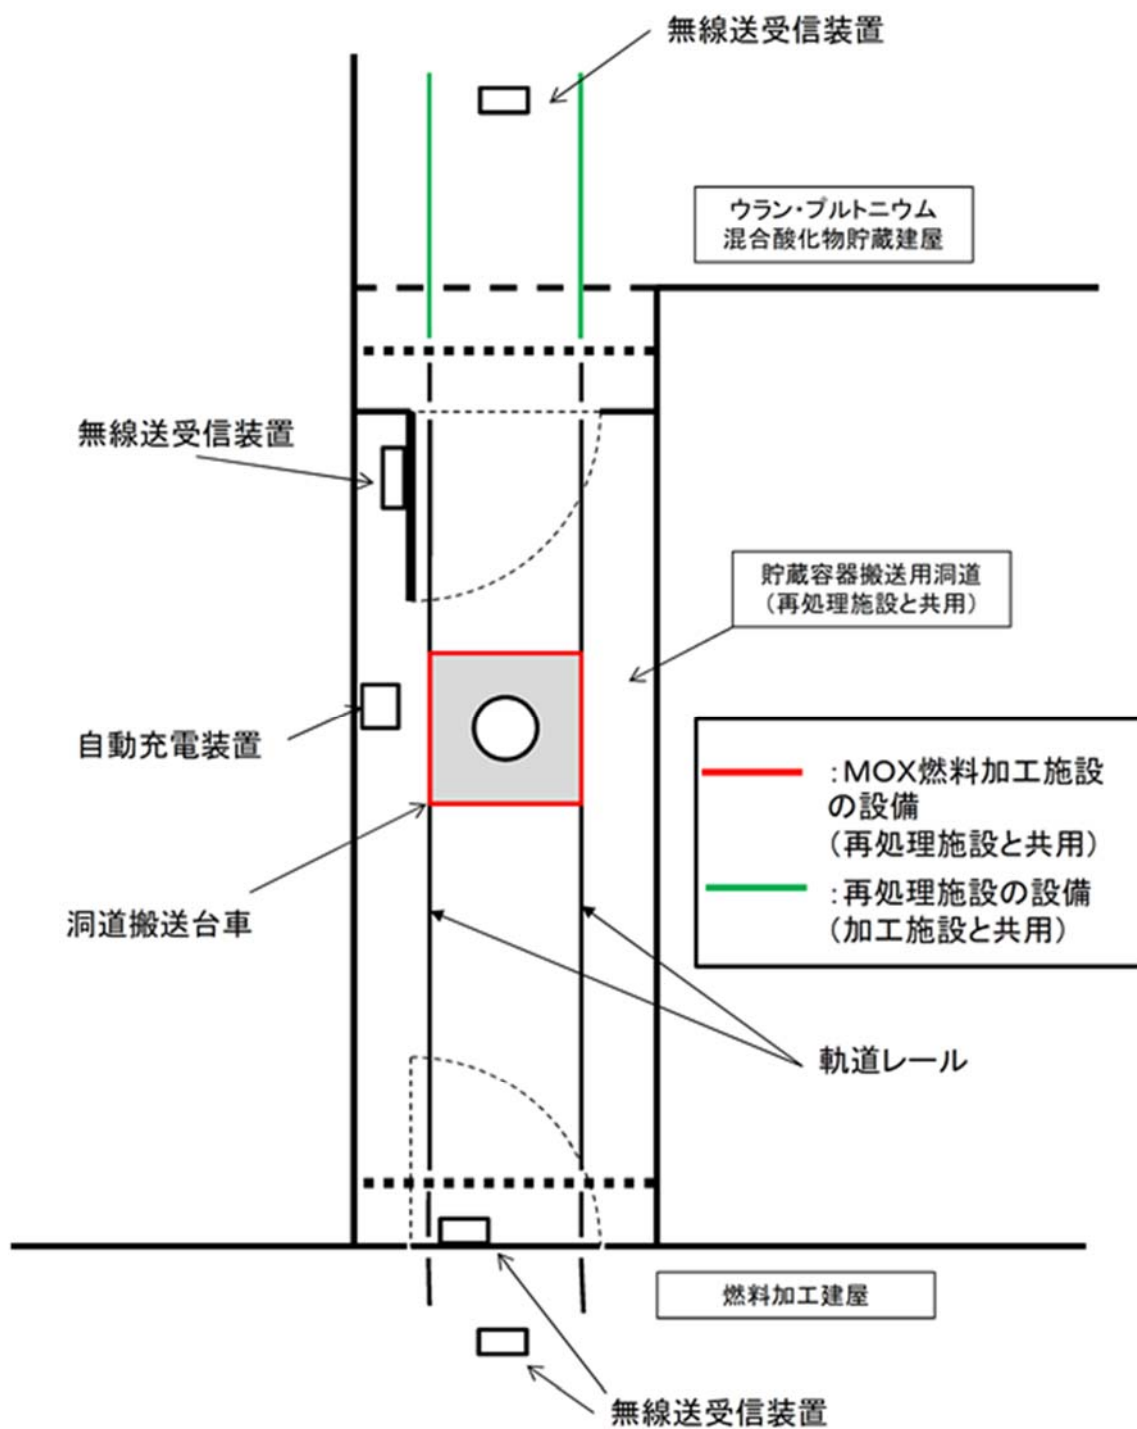 無線送受信装置
ウラン・プルトニウム
混合酸化物貯蔵建屋
無線送受信装置
貯蔵容器搬送用洞道
（再処理施設と共用）
自動充電装置
：ＭＯＸ燃料加工施設
の設備
（再処理施設と共用）
：再処理施設の設備
（加工施設と共用）
洞道搬送台車
軌道レール
燃料加工建屋
無線送受信装置